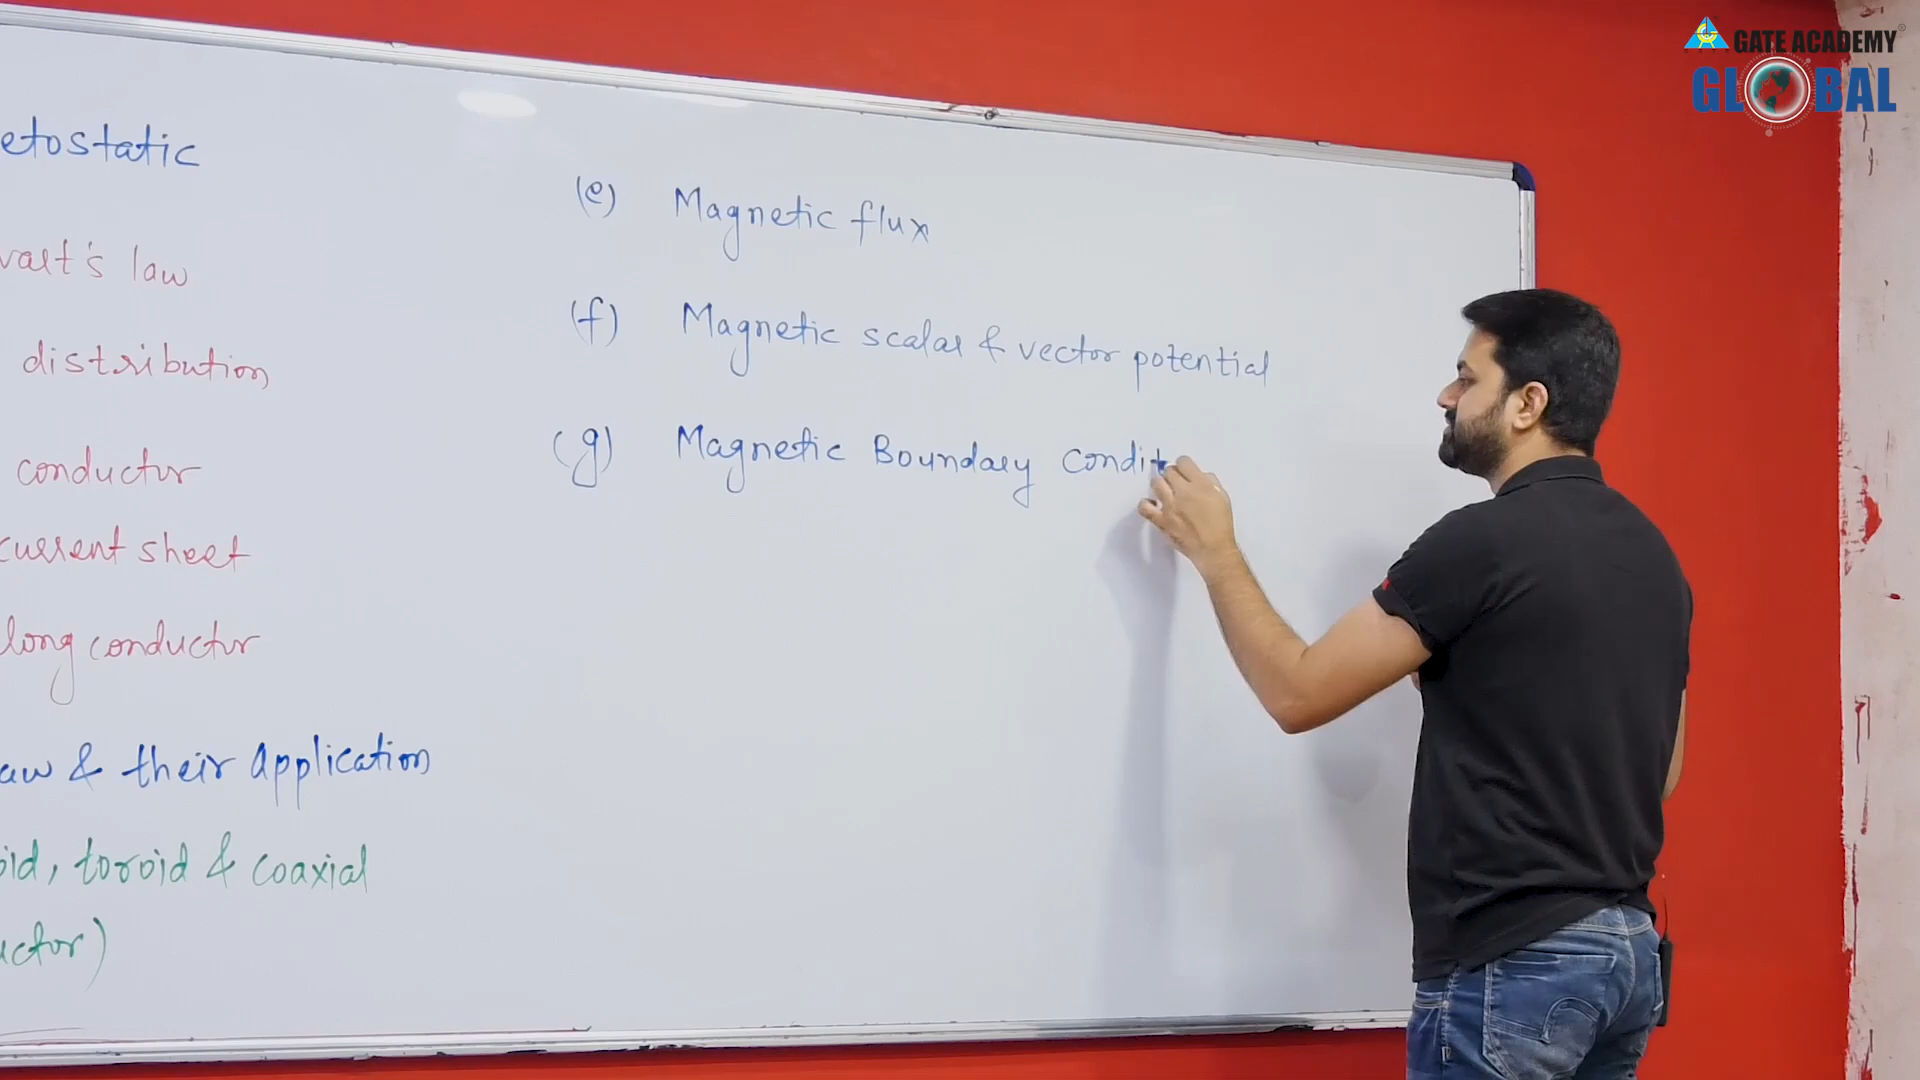 etostatic
vart's law
distribution
conductor
current sheet
long conductor
aw & their Application
oid, toroid & coaxial
uctor)
(e) Magnetic flux
(f) Magnetic scalar & vector potential
(g) Magnetic Boundary Condit
GATE ACADEMY
GLOBAL